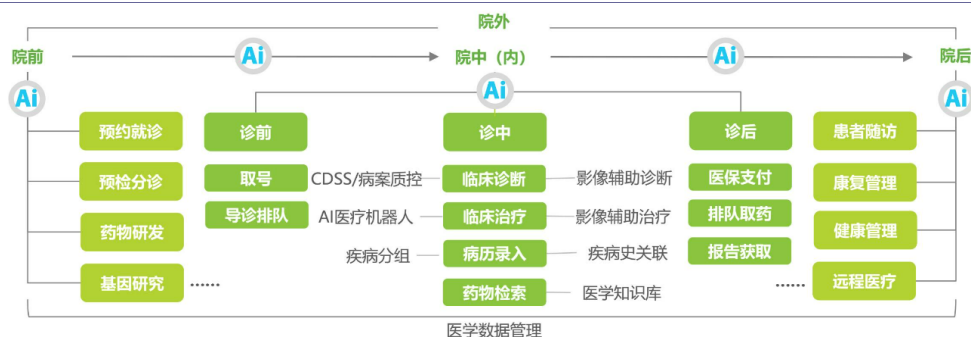 院外
院前
Ai
院中（内）
Ai
院后
Ai
Ai
Ai
预约就诊
诊前
诊中
诊后
患者随访
预检分诊
取号
CDSS/病案质控
临床诊断
影像辅助诊断
医保支付
康复管理
药物研发
导诊排队
AI医疗机器人
临床治疗
影像辅助治疗
排队取药
健康管理
疾病分组
病历录入
疾病史关联
报告获取
基因研究
......
药物检索
医学知识库
......
远程医疗
医学数据管理